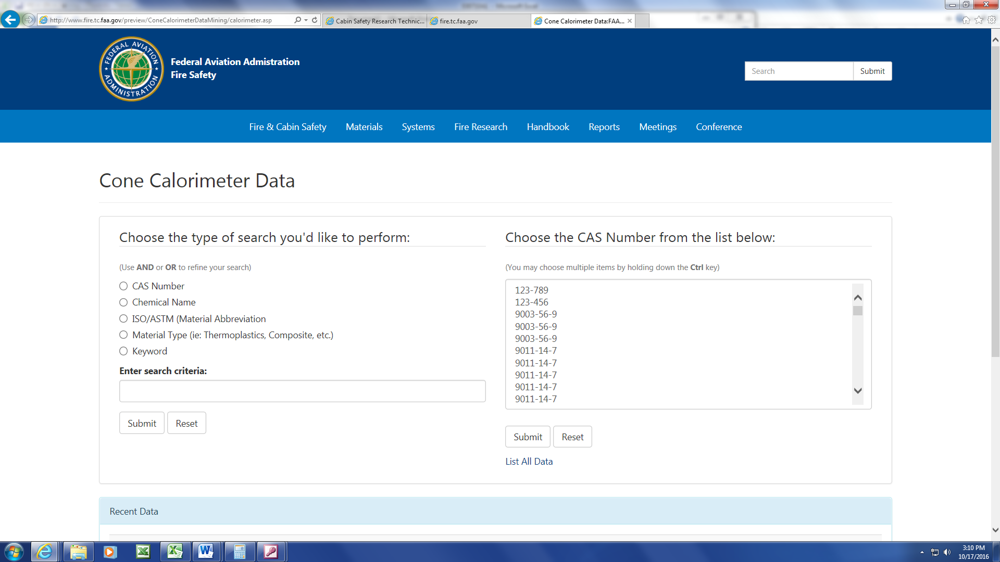 http://www.fire.tc.faa.gov/preview/ConeCalorimeterDataMining/calorimeter.asp
Cabin Safety Research Technic...
fire.tc.faa.gov
Cone Calorimeter Data:FAA...
FEDERAL AVIATION
ADMINISTRATION
Federal Aviation Admistration
Fire Safety
Search
Submit
Fire & Cabin Safety
Materials
Systems
Fire Research
Handbook
Reports
Meetings
Conference
Cone Calorimeter Data
Choose the type of search you'd like to perform:
(Use AND or OR to refine your search)
CAS Number
Chemical Name
ISO/ASTM (Material Abbreviation
Material Type (ie: Thermoplastics, Composite, etc.)
Keyword
Enter search criteria:
Submit
Reset
Choose the CAS Number from the list below:
(You may choose multiple items by holding down the Ctrl key)
123-789
123-456
9003-56-9
9003-56-9
9003-56-9
9011-14-7
9011-14-7
9011-14-7
9011-14-7
9011-14-7
Submit
Reset
List All Data
Recent Data
3:10 PM
10/17/2016